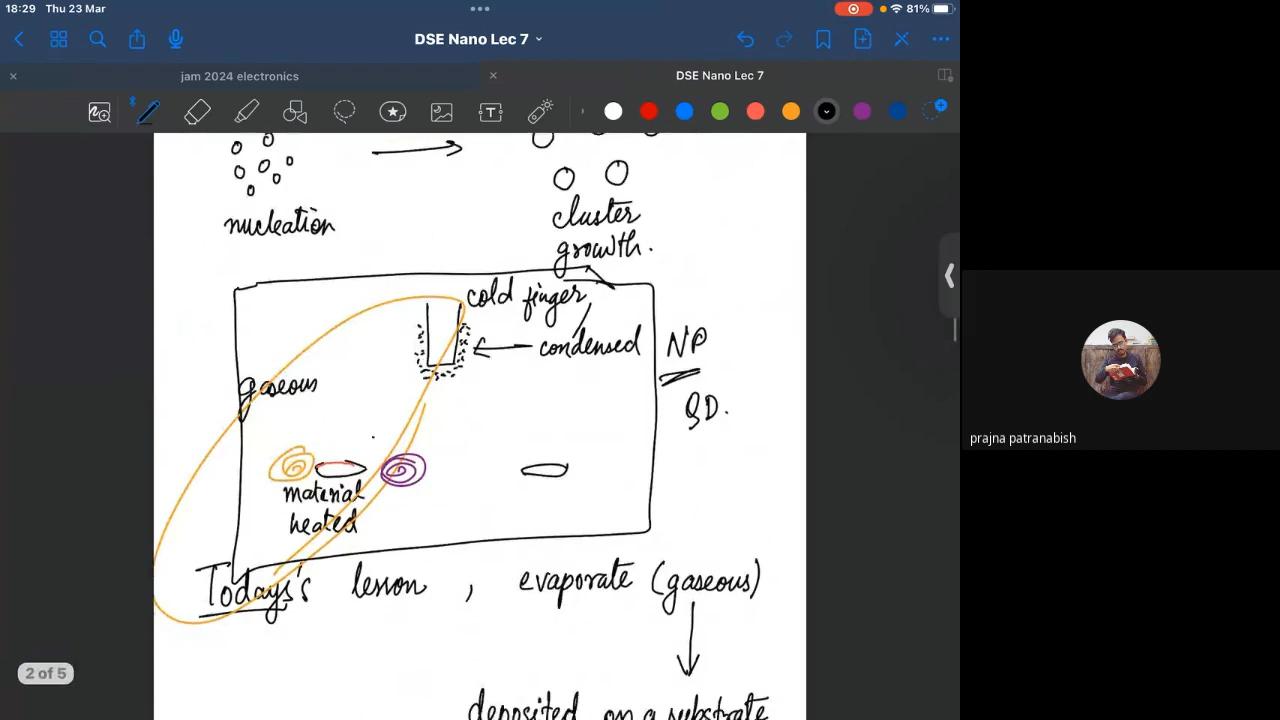 18:29 Thu 23 Mar
81%
DSE Nano Lec 7
jam 2024 electronics
DSE Nano Lec 7
nucleation
cluster
growth.
cold finger
condensed
NP
gaseous
QD.
material
heated
Todays's lesson , evaporate (gaseous)
2 of 5
deposited on a substrate
prajna patranabish